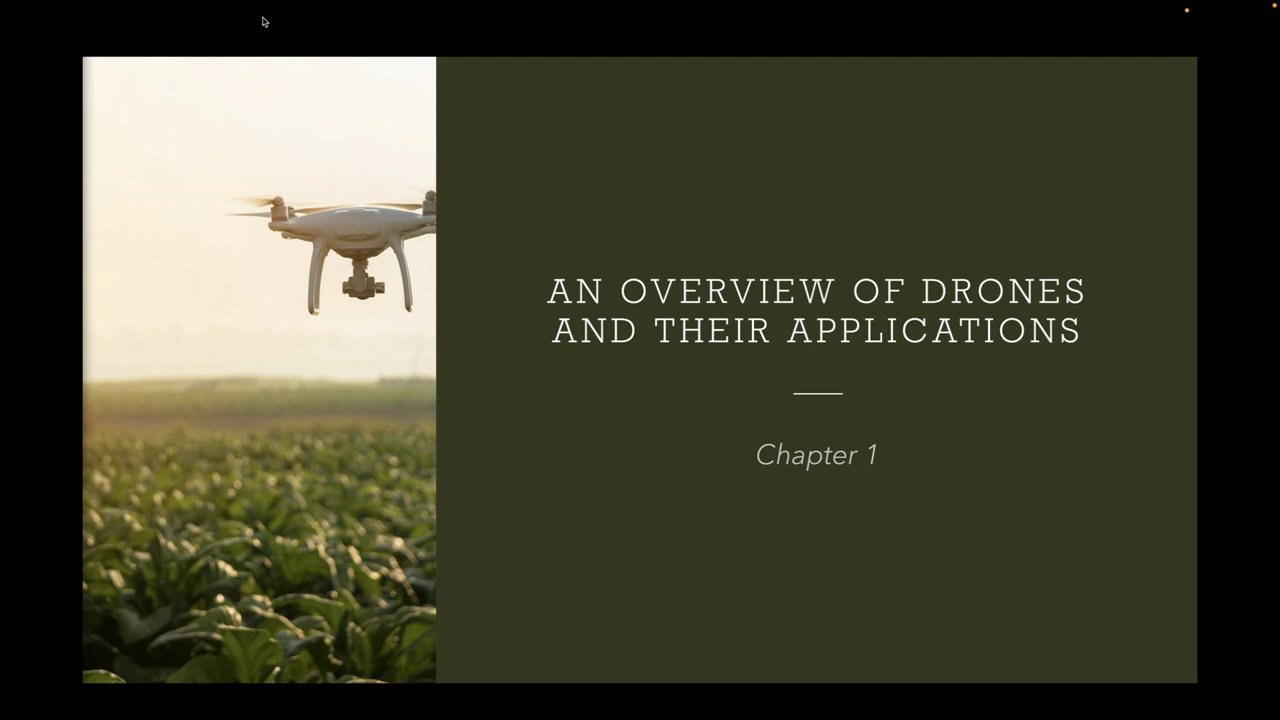 AN OVERVIEW OF DRONES
AND THEIR APPLICATIONS
Chapter 1